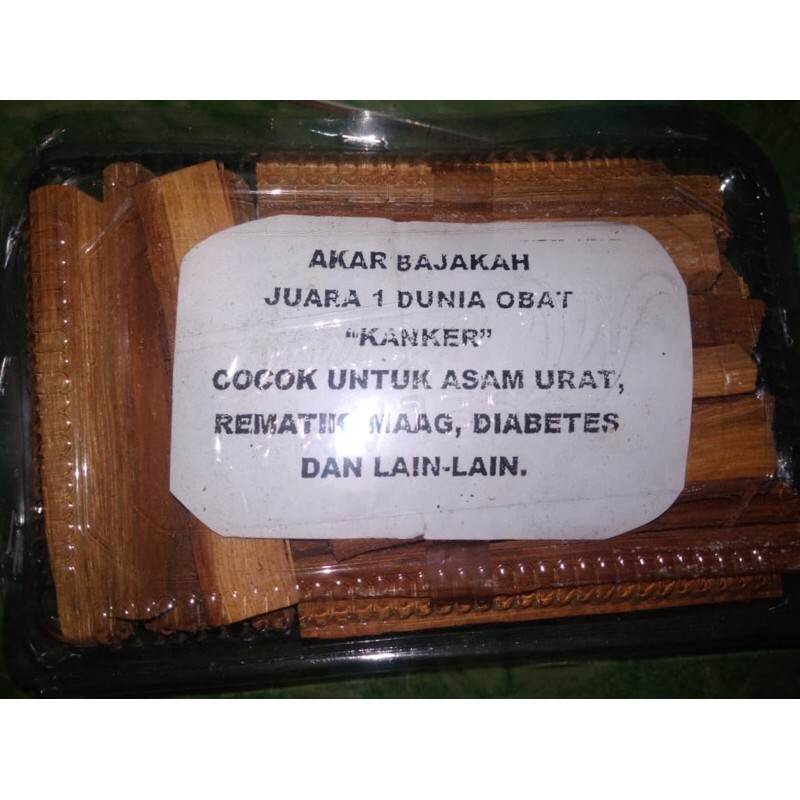 AKAR BAJAKAH
JUARA 1 DUNIA OBAT
“KANKER”
COCOK UNTUK ASAM URAT,
REMATIK, MAAG, DIABETES
DAN LAIN-LAIN.